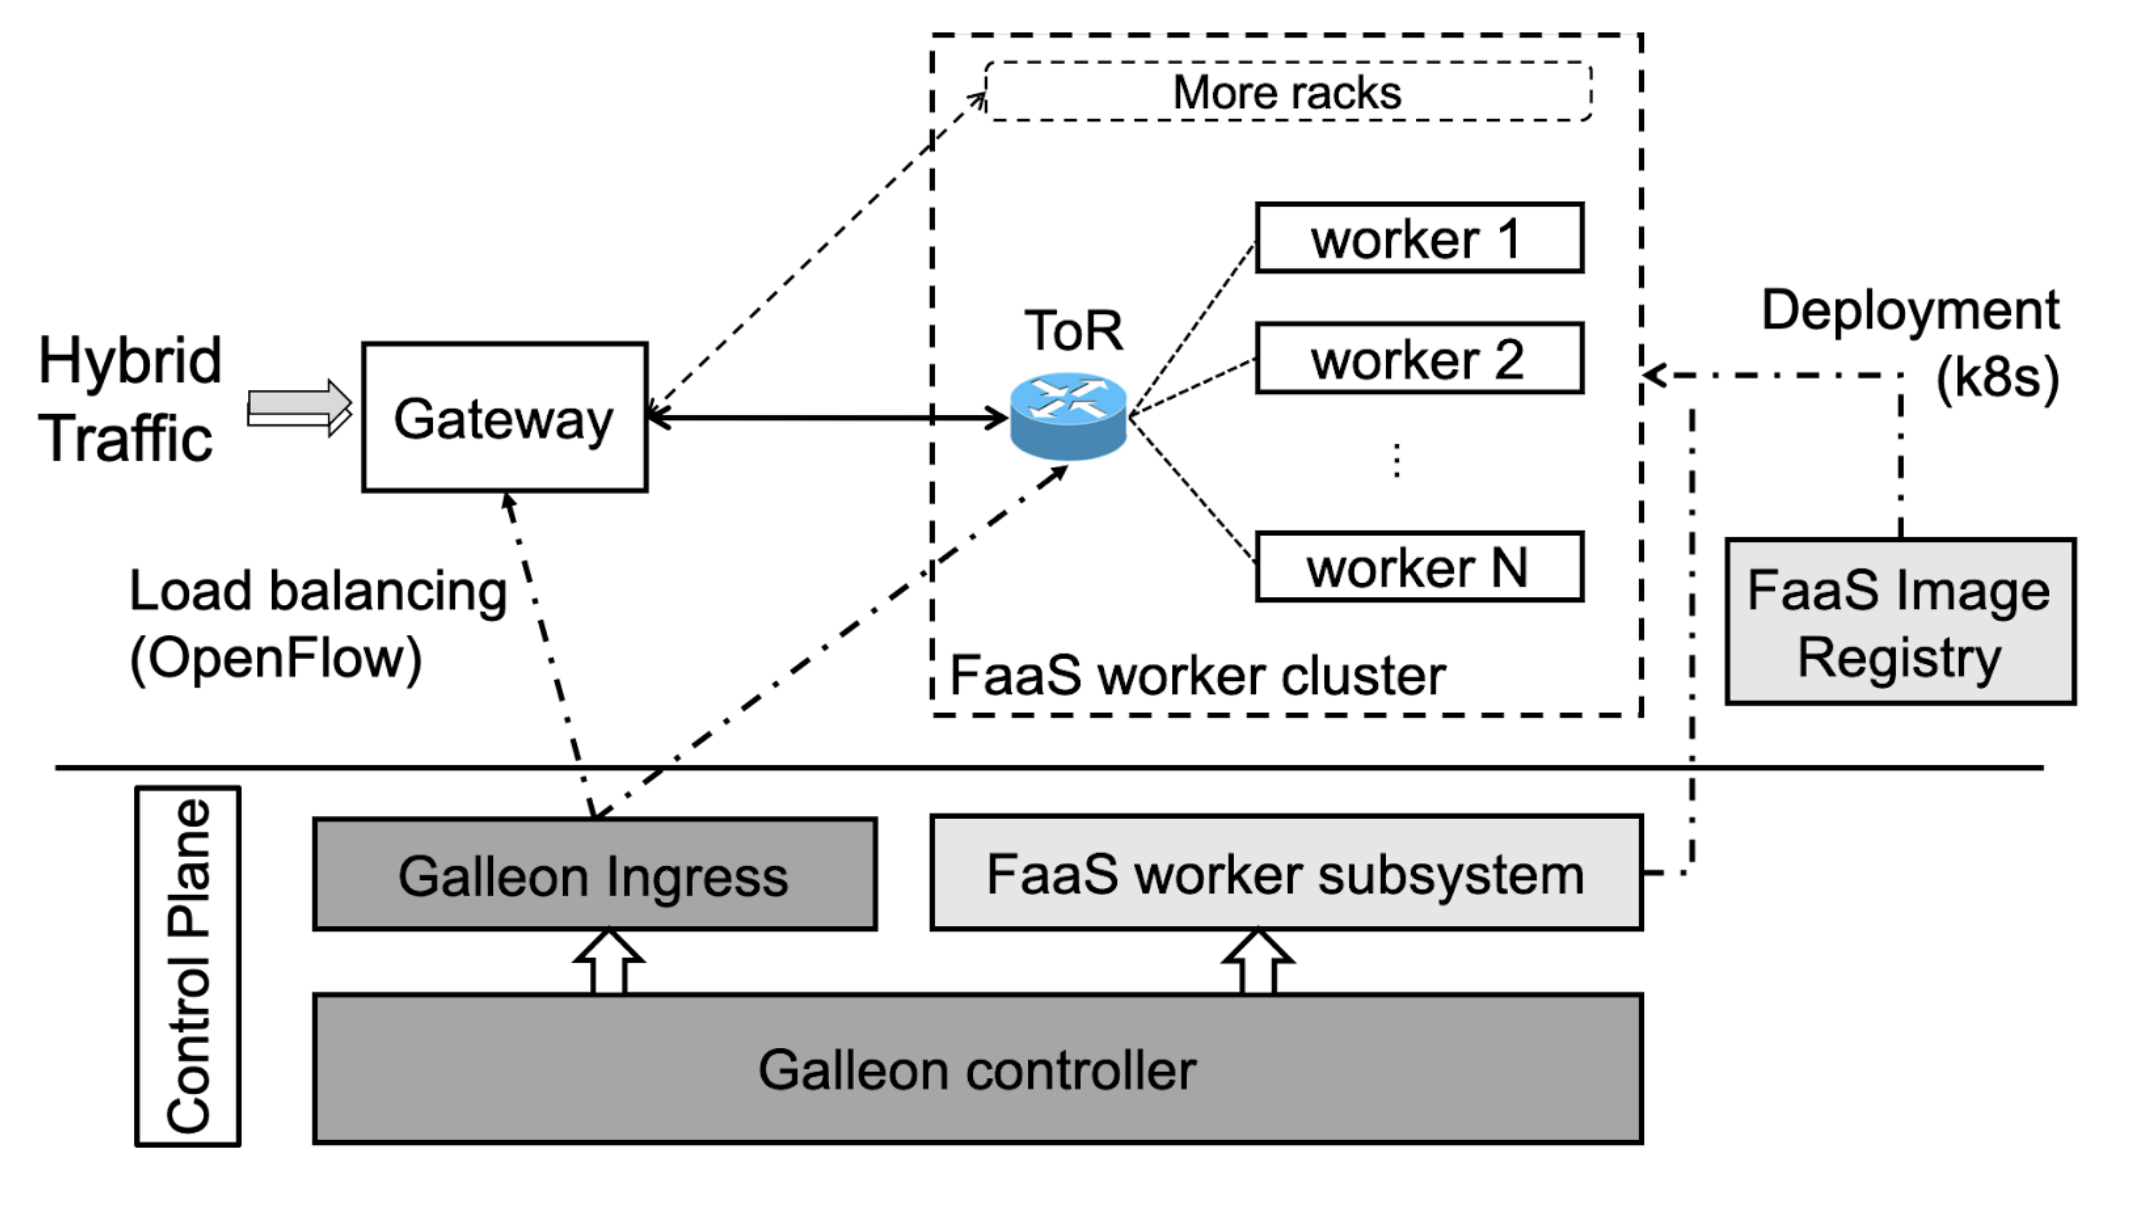 More racks
worker 1
worker 2
⋮
worker N
ToR
FaaS worker cluster
Hybrid
Traffic
Gateway
Load balancing
(OpenFlow)
Deployment
(k8s)
FaaS Image
Registry
Control Plane
Galleon Ingress
FaaS worker subsystem
Galleon controller